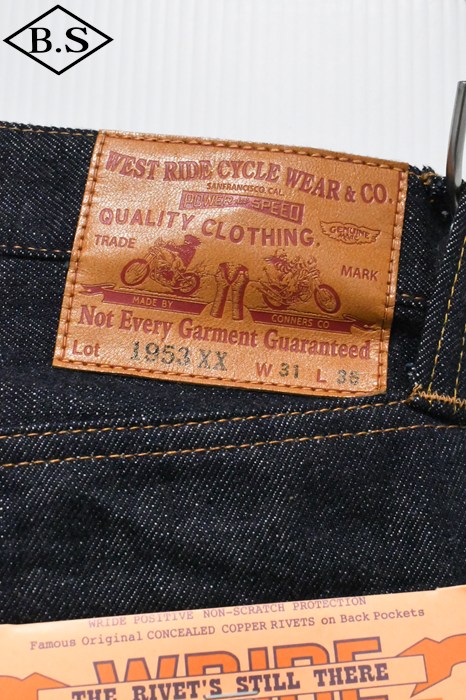 B.S
WEST RIDE CYCLE WEAR & CO.
SANFRANCISCO. CAL.
POWER SPEED
QUALITY CLOTHING.
GENUINE
TRADE MARK
MADE BY CONNERS CO
Not Every Garment Guaranteed
Lot 1953 XX W 31 L 36
WRIDE POSITIVE NON-SCRATCH PROTECTION
Famous Original CONCEALED COPPER RIVETS on Back Pockets
WRIDE
THE RIVET'S STILL THERE